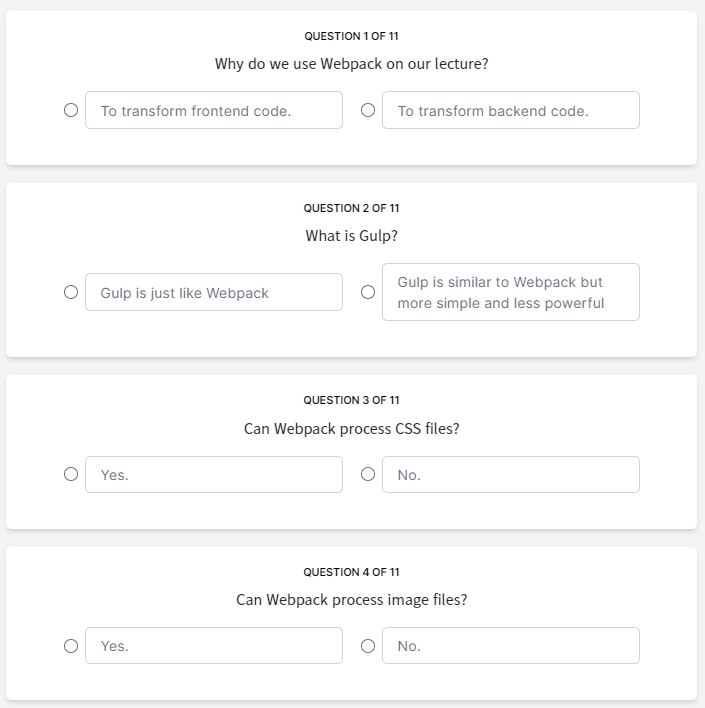 QUESTION 1 OF 11
Why do we use Webpack on our lecture?
To transform frontend code.
To transform backend code.
QUESTION 2 OF 11
What is Gulp?
Gulp is just like Webpack
Gulp is similar to Webpack but
more simple and less powerful
QUESTION 3 OF 11
Can Webpack process CSS files?
Yes.
No.
QUESTION 4 OF 11
Can Webpack process image files?
Yes.
No.